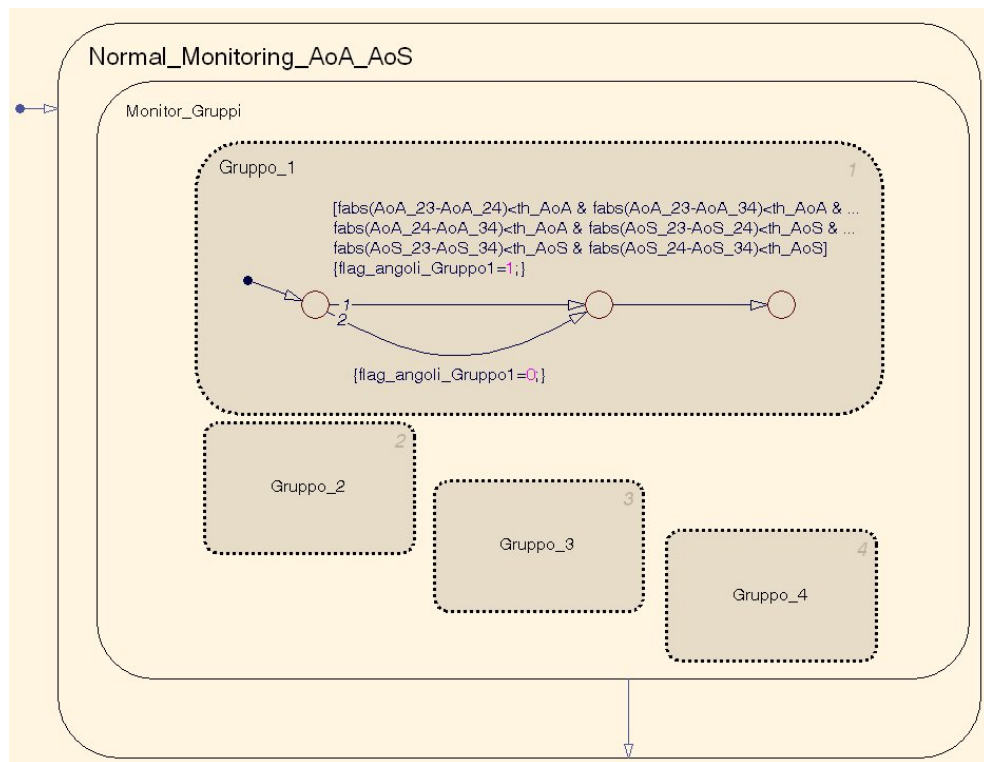 Normal_Monitoring_AoA_AoS
Monitor_Gruppi
Gruppo_1
1
[fabs(AoA_23-AoA_24)<th_AoA & fabs(AoA_23-AoA_34)<th_AoA & ...
fabs(AoA_24-AoA_34)<th_AoA & fabs(AoS_23-AoS_24)<th_AoS & ...
fabs(AoS_23-AoS_34)<th_AoS & fabs(AoS_24-AoS_34)<th_AoS]
{flag_angoli_Gruppo1=1;}
1
2
{flag_angoli_Gruppo1=0;}
2
Gruppo_2
3
Gruppo_3
4
Gruppo_4